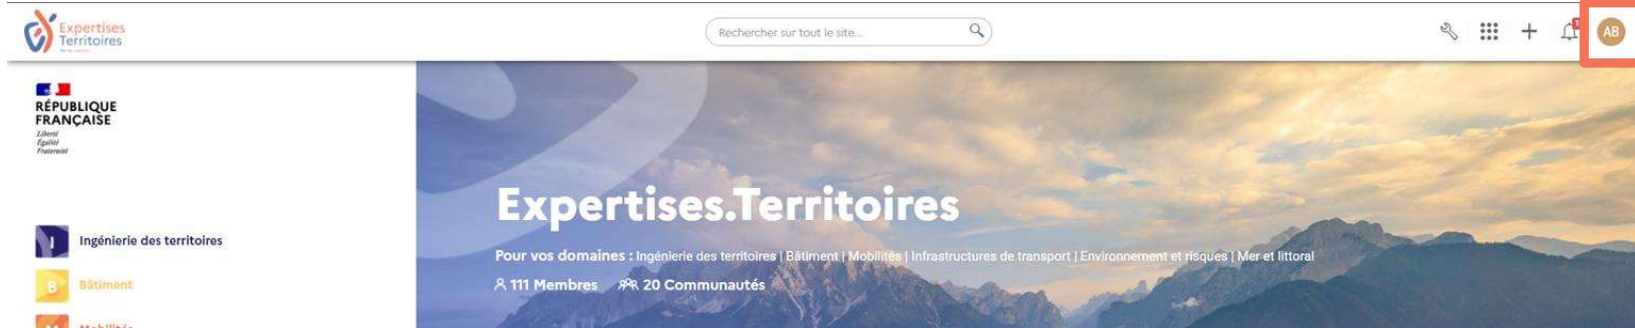 Expertises
Territoires
Rechercher sur tout le site...
1
AB
RÉPUBLIQUE
FRANÇAISE
Liberté
Égalité
Fraternité
Expertises.Territoires
Pour vos domaines : Ingénierie des territoires | Bâtiment | Mobilités | Infrastructures de transport | Environnement et risques | Mer et littoral
111 Membres 20 Communautés
I Ingénierie des territoires
B Bâtiment
M Mobilités